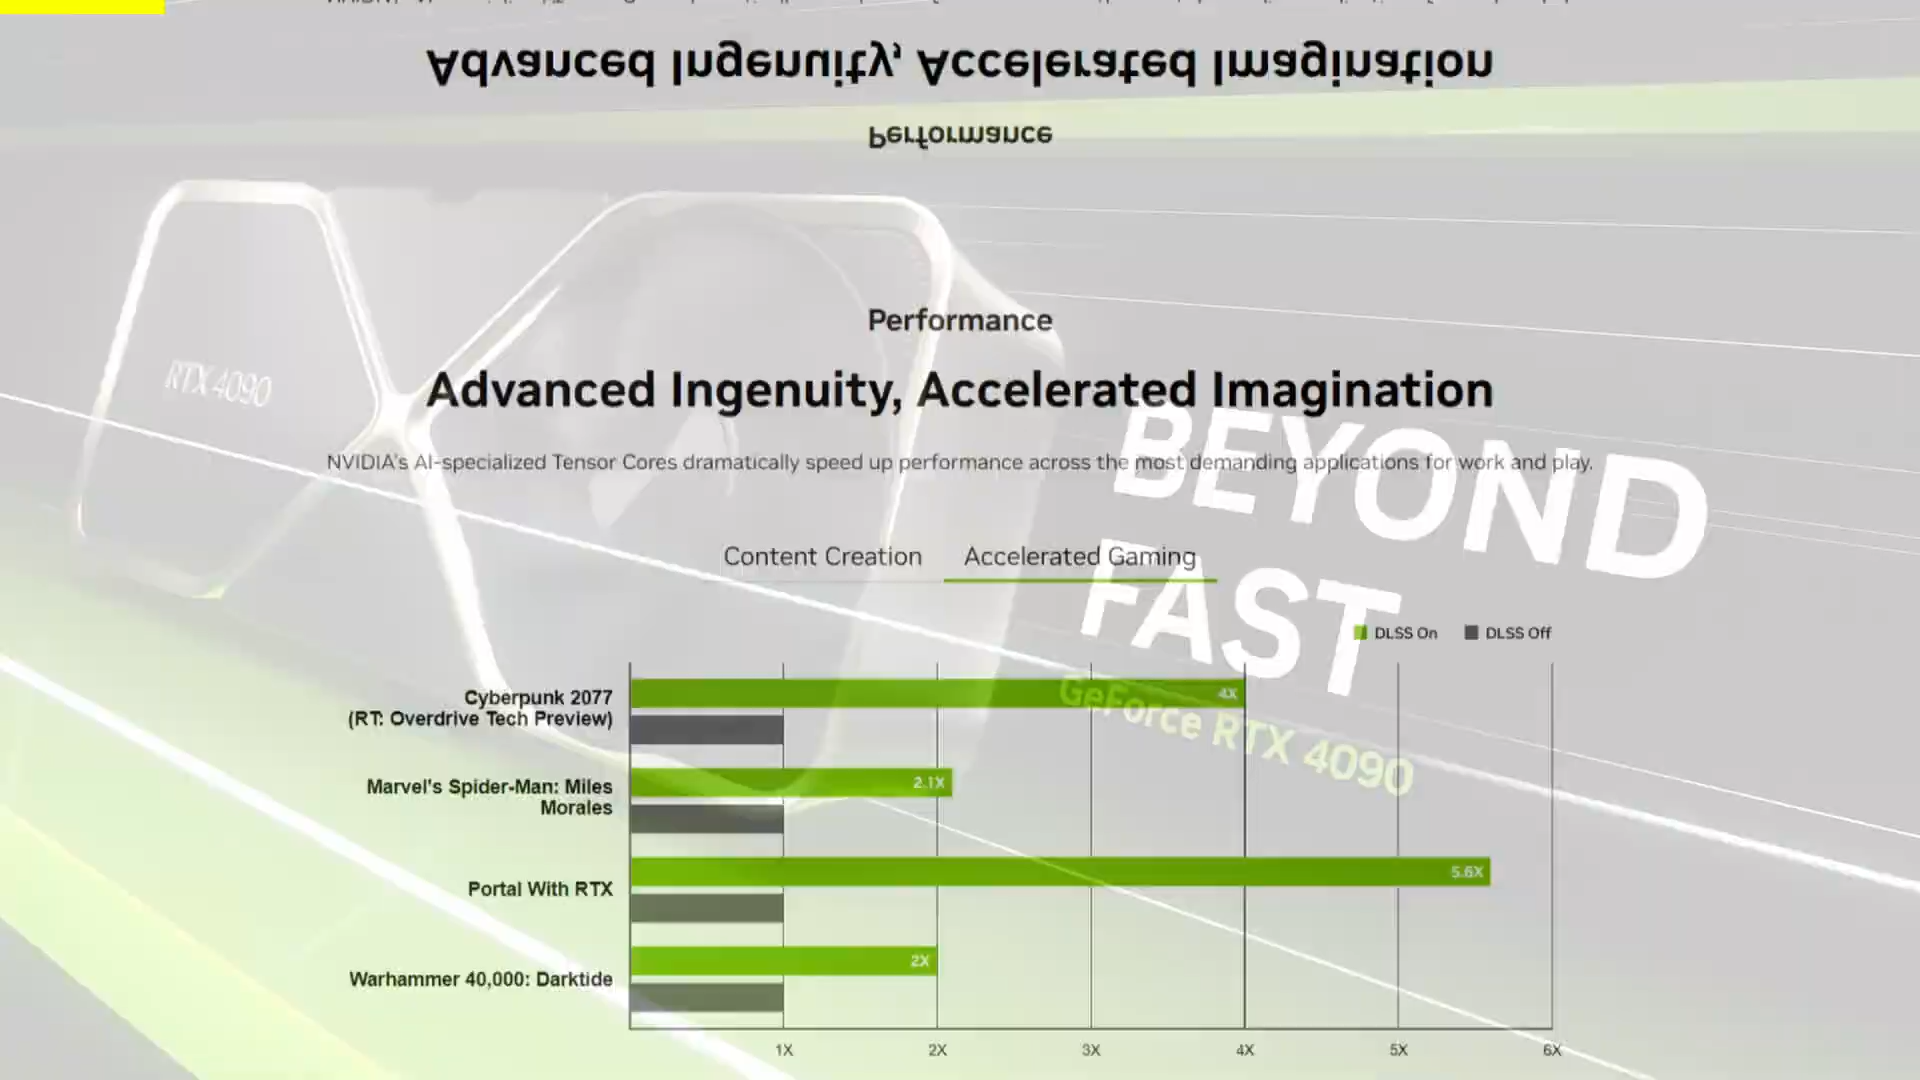 Advanced Ingenuity, Accelerated Imagination
Performance
RTX 4090
Performance
Advanced Ingenuity, Accelerated Imagination
BEYOND
FAST
GeForce RTX 4090
NVIDIA's AI-specialized Tensor Cores dramatically speed up performance across the most demanding applications for work and play.
Content Creation Accelerated Gaming
DLSS On DLSS Off
Cyberpunk 2077
(RT: Overdrive Tech Preview)
4X
Marvel's Spider-Man: Miles
Morales
2.1X
Portal With RTX
5.6X
Warhammer 40,000: Darktide
2X
1X 2X 3X 4X 5X 6X